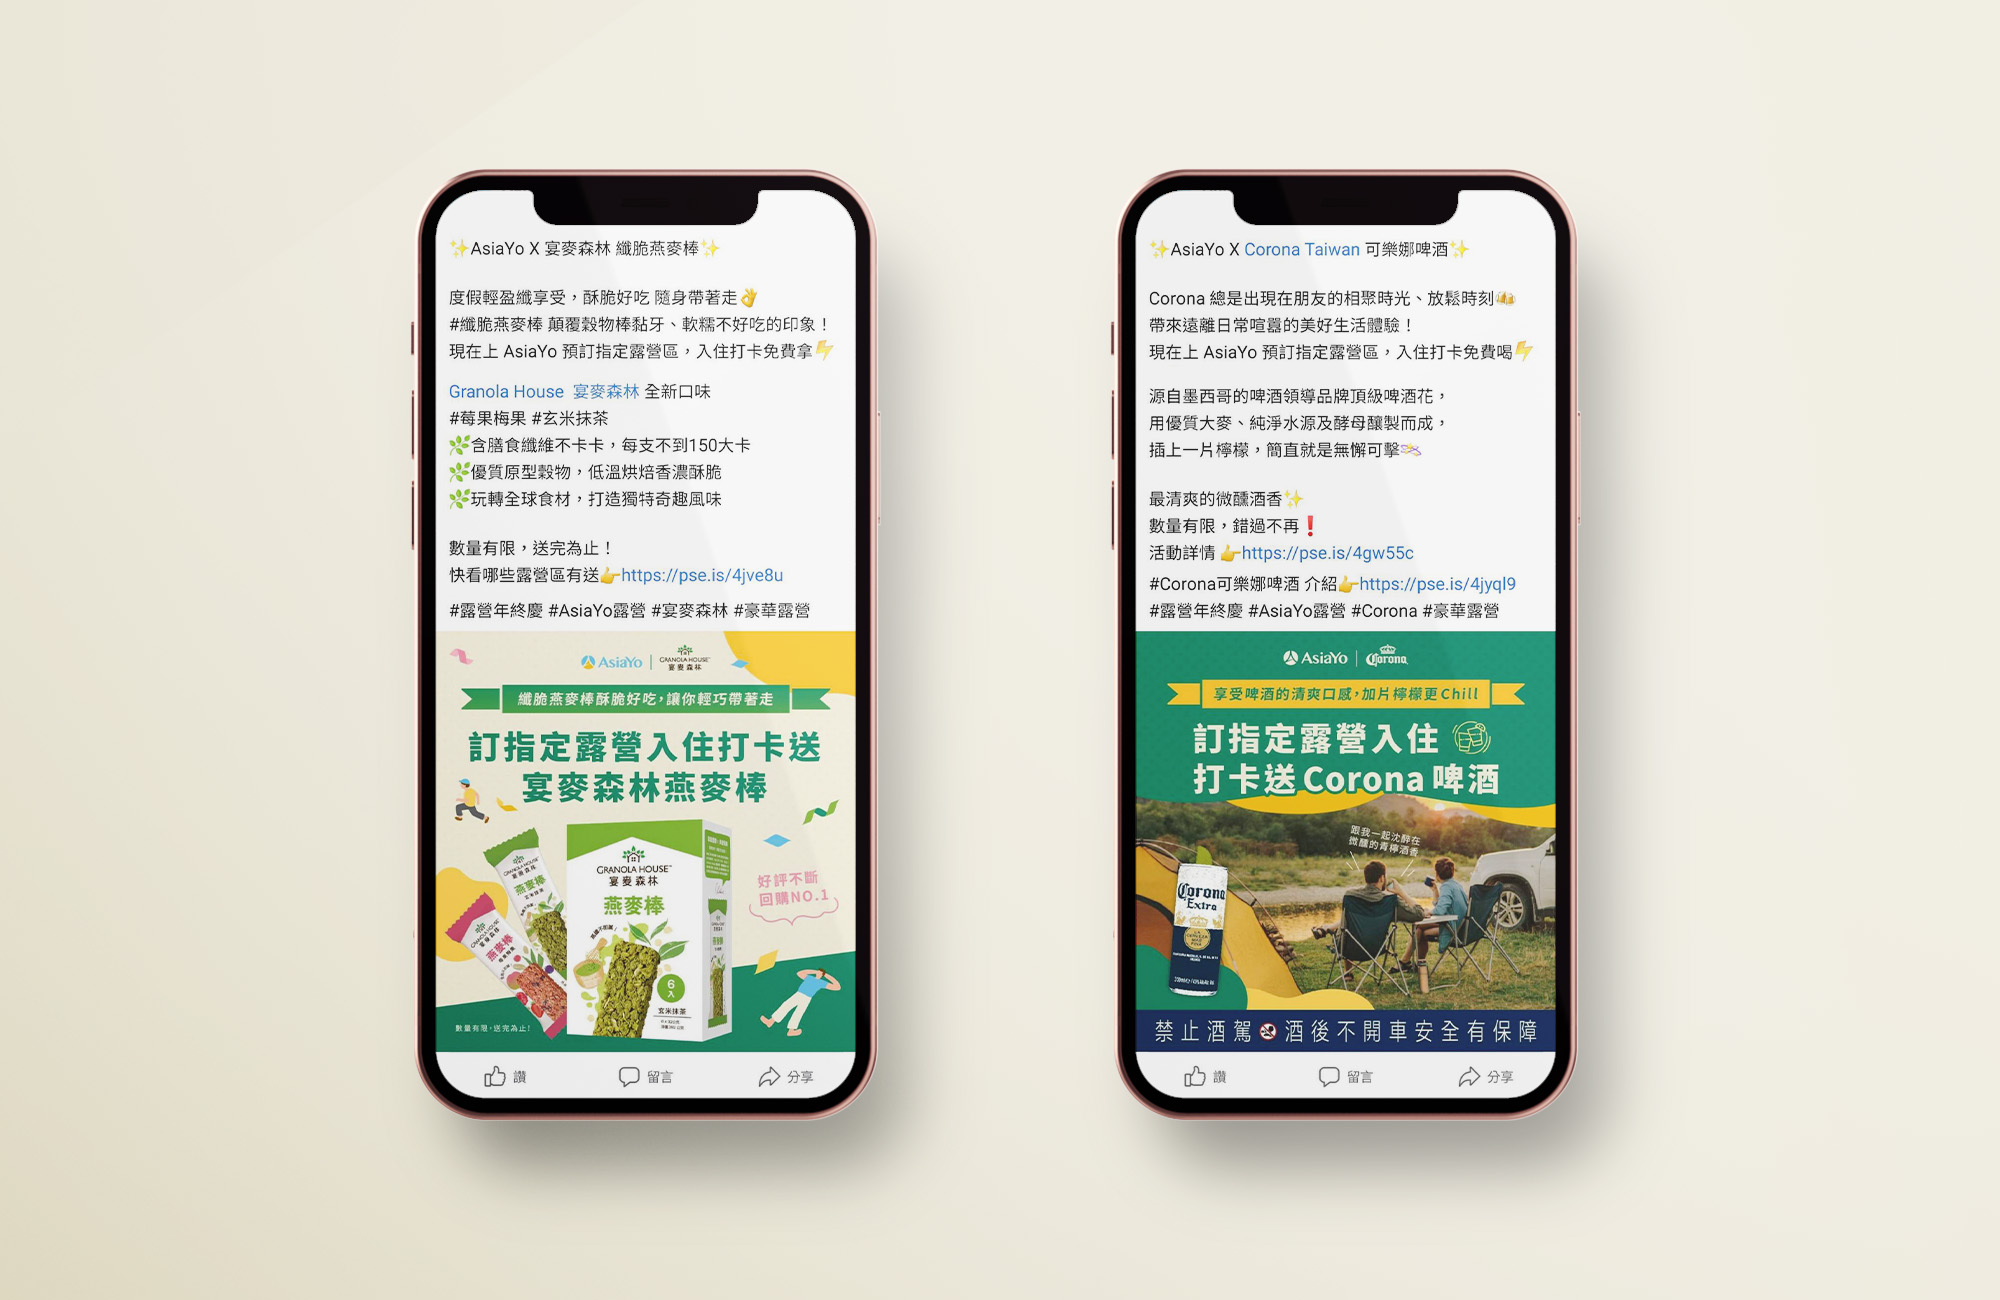 ✨AsiaYo X 宴麥森林 纖脆燕麥棒✨
度假輕盈纖享受，酥脆好吃 隨身帶著走👌
#纖脆燕麥棒 顛覆穀物棒黏牙、軟糯不好吃的印象！
現在上 AsiaYo 預訂指定露營區，入住打卡免費拿⚡
Granola House 宴麥森林 全新口味
#莓果梅果 #玄米抹茶
🌿含膳食纖維不卡卡，每支不到150大卡
🌿優質原型穀物，低溫烘焙香濃酥脆
🌿玩轉全球食材，打造獨特奇趣風味
數量有限，送完為止！
快看哪些露營區有送👉https://pse.is/4jve8u
#露營年終慶 #AsiaYo露營 #宴麥森林 #豪華露營
AsiaYo | GRANOLA HOUSE
宴麥森林
纖脆燕麥棒酥脆好吃，讓你輕巧帶著走
訂指定露營入住打卡送
宴麥森林燕麥棒
GRANOLA HOUSE
宴麥森林
燕麥棒
玄米抹茶
GRANOLA HOUSE
宴麥森林
燕麥棒
GRANOLA HOUSE™
宴麥森林
燕麥棒
6
入
玄米抹茶
好評不斷
回購NO.1
數量有限，送完為止!
讚
留言
分享
✨AsiaYo X Corona Taiwan 可樂娜啤酒✨
Corona 總是出現在朋友的相聚時光、放鬆時刻🍻
帶來遠離日常喧囂的美好生活體驗！
現在上 AsiaYo 預訂指定露營區，入住打卡免費喝⚡
源自墨西哥的啤酒領導品牌頂級啤酒花，
用優質大麥、純淨水源及酵母釀製而成，
插上一片檸檬，簡直就是無懈可擊
最清爽的微醺酒香✨
數量有限，錯過不再❗
活動詳情 👉https://pse.is/4gw55c
#Corona可樂娜啤酒 介紹👉https://pse.is/4jyql9
#露營年終慶 #AsiaYo露營 #Corona #豪華露營
AsiaYo | Corona
享受啤酒的清爽口感，加片檸檬更Chill
訂指定露營入住
打卡送Corona啤酒
跟我一起沈醉在
微醺的青檸酒香
Corona
Extra
禁止酒駕 酒後不開車安全有保障
讚
留言
分享